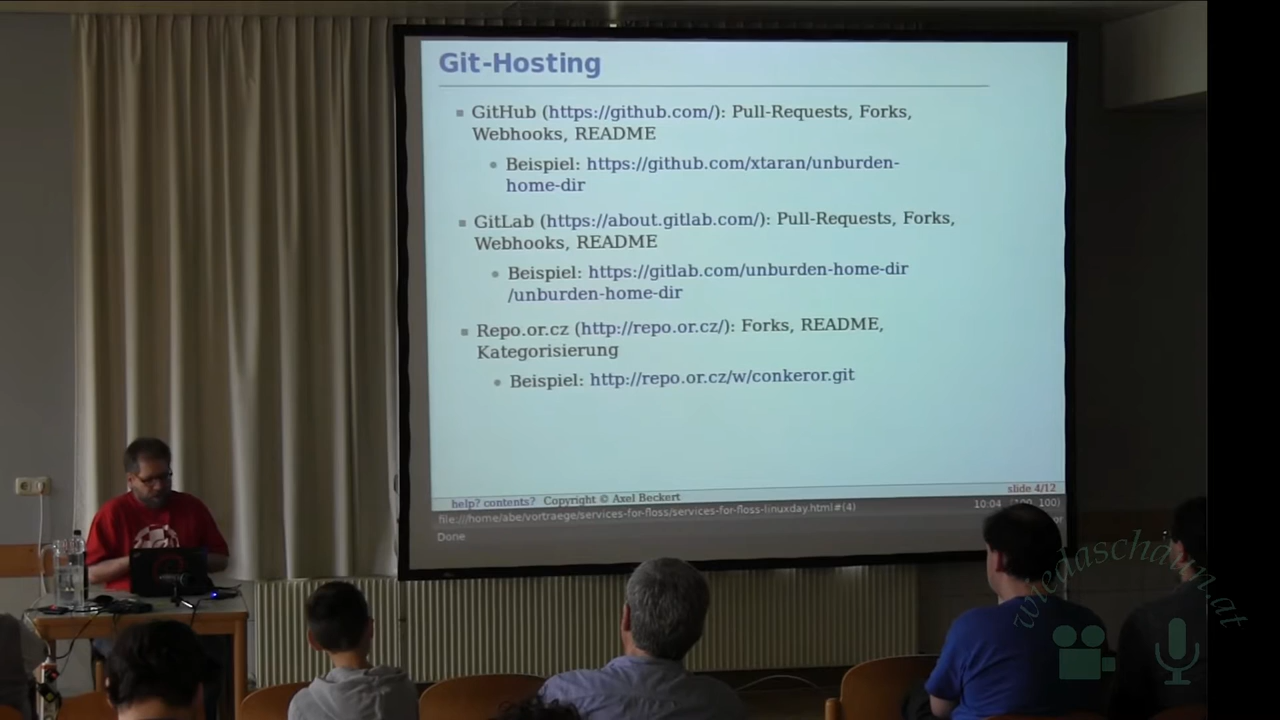 Git-Hosting
GitHub (https://github.com/): Pull-Requests, Forks,
Webhooks, README
Beispiel: https://github.com/xtaran/unburden-
home-dir
GitLab (https://about.gitlab.com/): Pull-Requests, Forks,
Webhooks, README
Beispiel: https://gitlab.com/unburden-home-dir
/unburden-home-dir
Repo.or.cz (http://repo.or.cz/): Forks, README,
Kategorisierung
Beispiel: http://repo.or.cz/w/conkeror.git
slide 4/12
help? contents? Copyright © Axel Beckert
file:///home/abe/vortraege/services-for-floss/services-for-floss-linuxday.html#(4)
10:04 (100, 100)
Done
wiedaschaun.at